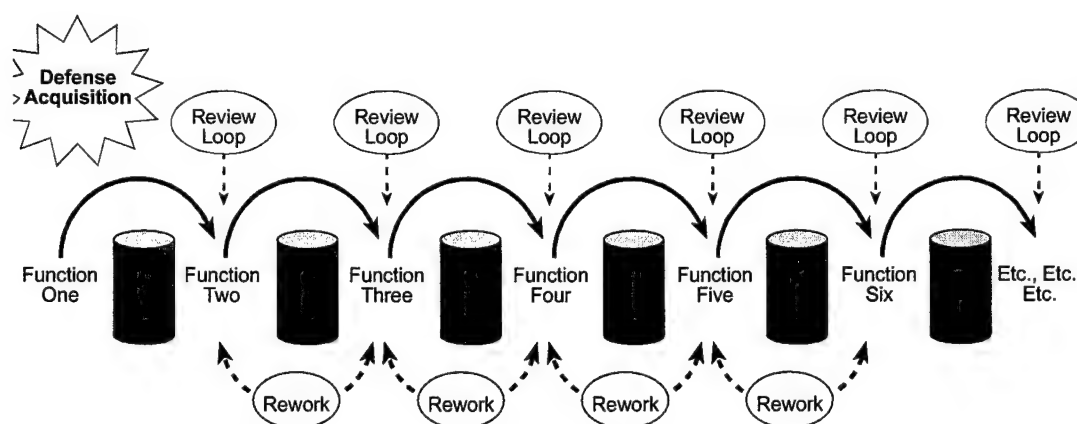 Defense
Acquisition
Review
Loop
Review
Loop
Review
Loop
Review
Loop
Review
Loop
Review
Loop
Function
One
Function
Two
Function
Three
Function
Four
Function
Five
Function
Six
Etc., Etc.
Etc.
Rework
Rework
Rework
Rework